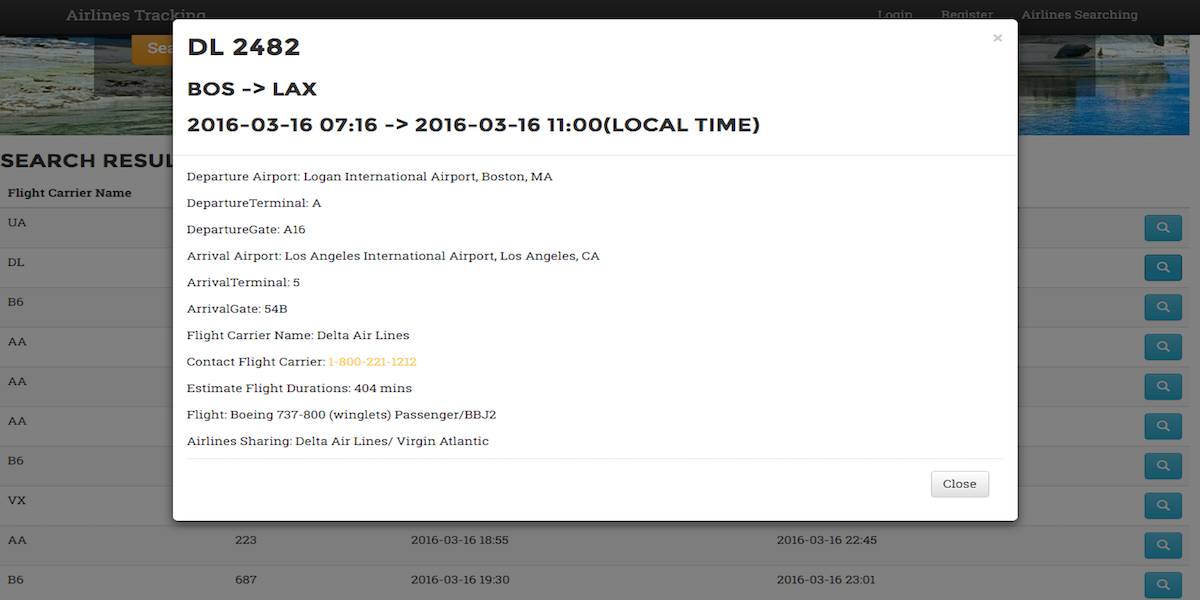 Airlines Tracking
Login Register Airlines Searching
DL 2482
×
BOS -> LAX
2016-03-16 07:16 -> 2016-03-16 11:00(LOCAL TIME)
Departure Airport: Logan International Airport, Boston, MA
DepartureTerminal: A
DepartureGate: A16
Arrival Airport: Los Angeles International Airport, Los Angeles, CA
ArrivalTerminal: 5
ArrivalGate: 54B
Flight Carrier Name: Delta Air Lines
Contact Flight Carrier: 1-800-221-1212
Estimate Flight Durations: 404 mins
Flight: Boeing 737-800 (winglets) Passenger/BBJ2
Airlines Sharing: Delta Air Lines/ Virgin Atlantic
Close
SEARCH
Flight Carrier Name
UA
DL
B6
AA
AA
AA
B6
VX
AA 223 2016-03-16 18:55 2016-03-16 22:45
B6 687 2016-03-16 19:30 2016-03-16 23:01